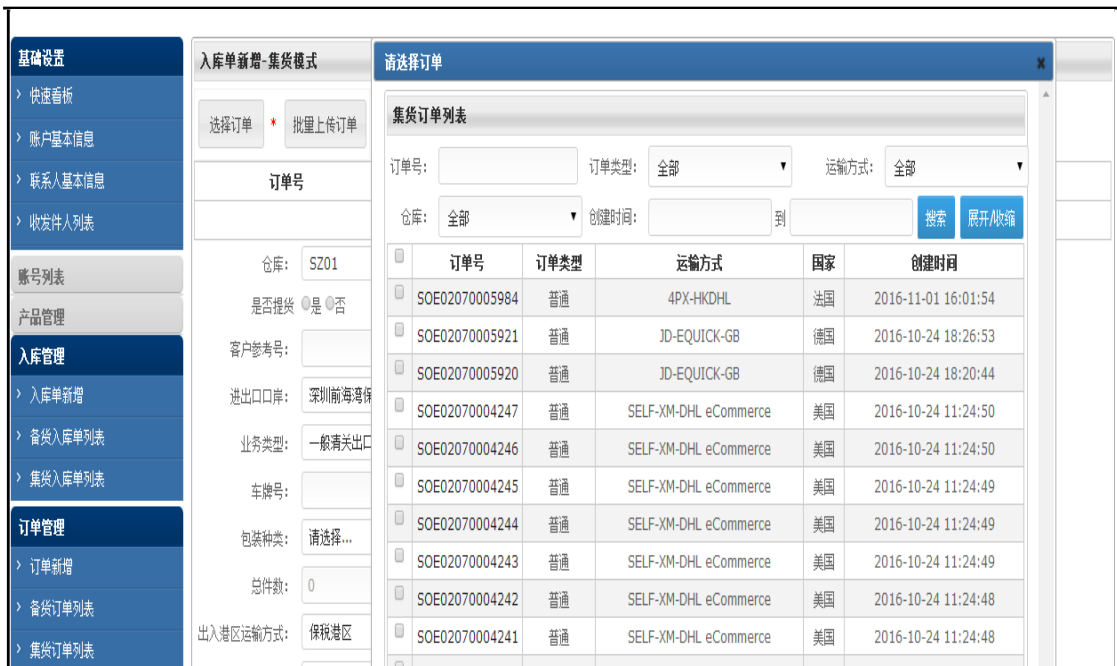 基础设置
> 快速看板
> 账户基本信息
> 联系人基本信息
> 收发件人列表
账号列表
产品管理
入库管理
> 入库单新增
> 备货入库单列表
> 集货入库单列表
订单管理
> 订单新增
> 备货订单列表
> 集货订单列表
入库单新增-集货模式
选择订单 * 批量上传订单
订单号
仓库: SZ01
是否提货 是 否
客户参考号:
进出口口岸: 深圳前海湾保
业务类型: 一般清关出口
车牌号:
包装种类: 请选择...
总件数: 0
出入港区运输方式: 保税港区
请选择订单 ×
集货订单列表
订单号: 订单类型: 全部 运输方式: 全部
仓库: 全部 创建时间: 到 搜索 展开/收缩
订单号 订单类型 运输方式 国家 创建时间
SOE02070005984 普通 4PX-HKDHL 法国 2016-11-01 16:01:54
SOE02070005921 普通 JD-EQUICK-GB 德国 2016-10-24 18:26:53
SOE02070005920 普通 JD-EQUICK-GB 德国 2016-10-24 18:20:44
SOE02070004247 普通 SELF-XM-DHL eCommerce 美国 2016-10-24 11:24:50
SOE02070004246 普通 SELF-XM-DHL eCommerce 美国 2016-10-24 11:24:50
SOE02070004245 普通 SELF-XM-DHL eCommerce 美国 2016-10-24 11:24:49
SOE02070004244 普通 SELF-XM-DHL eCommerce 美国 2016-10-24 11:24:49
SOE02070004243 普通 SELF-XM-DHL eCommerce 美国 2016-10-24 11:24:49
SOE02070004242 普通 SELF-XM-DHL eCommerce 美国 2016-10-24 11:24:48
SOE02070004241 普通 SELF-XM-DHL eCommerce 美国 2016-10-24 11:24:48